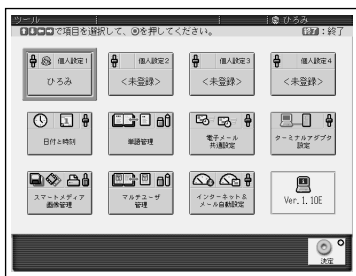 ツール
ひろみ
で項目を選択して、◎を押してください。
終了
個人設定1
ひろみ
個人設定2
<未登録>
個人設定3
<未登録>
個人設定4
<未登録>
日付と時刻
単語管理
電子メール
共通設定
ターミナルアダプタ
設定
スマートメディア
画像管理
マルチユーザ
管理
インターネット&
メール自動設定
Ver.1.10E
決定